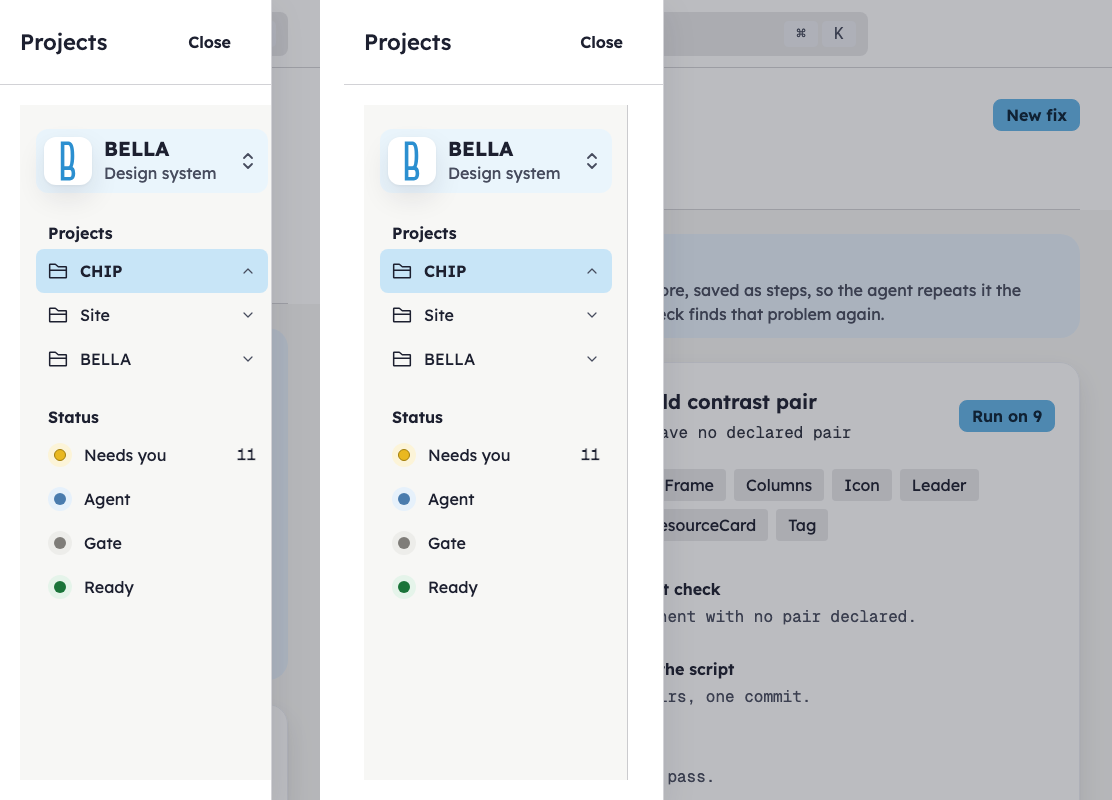 Projects
Close
BELLA
Design system
Projects
CHIP
Site
BELLA
Status
Needs you 11
Agent
Gate
Ready
Projects
Close
BELLA
Design system
Projects
CHIP
Site
BELLA
Status
Needs you 11
Agent
Gate
Ready
⌘ K
New fix
ore, saved as steps, so the agent repeats it the
eck finds that problem again.
ld contrast pair
ave no declared pair
Run on 9
Frame Columns Icon Leader
esourceCard Tag
t check
ent with no pair declared.
he script
irs, one commit.
pass.